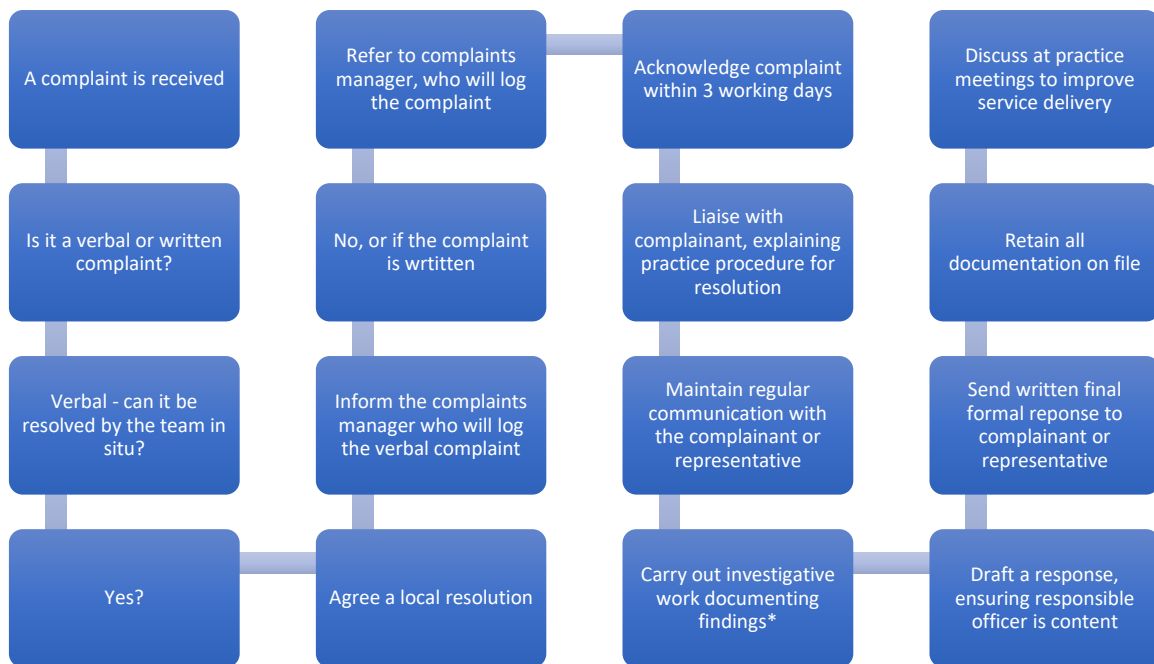 A complaint is received
Is it a verbal or written
complaint?
Verbal - can it be
resolved by the team in
situ?
Yes?
Agree a local resolution
Inform the complaints
manager who will log
the verbal complaint
No, or if the complaint
is wrtitten
Refer to complaints
manager, who will log
the complaint
Acknowledge complaint
within 3 working days
Liaise with
complainant, explaining
practice procedure for
resolution
Maintain regular
communication with
the complainant or
representative
Carry out investigative
work documenting
findings*
Draft a response,
ensuring responsible
officer is content
Send written final
formal reponse to
complainant or
representative
Retain all
documentation on file
Discuss at practice
meetings to improve
service delivery